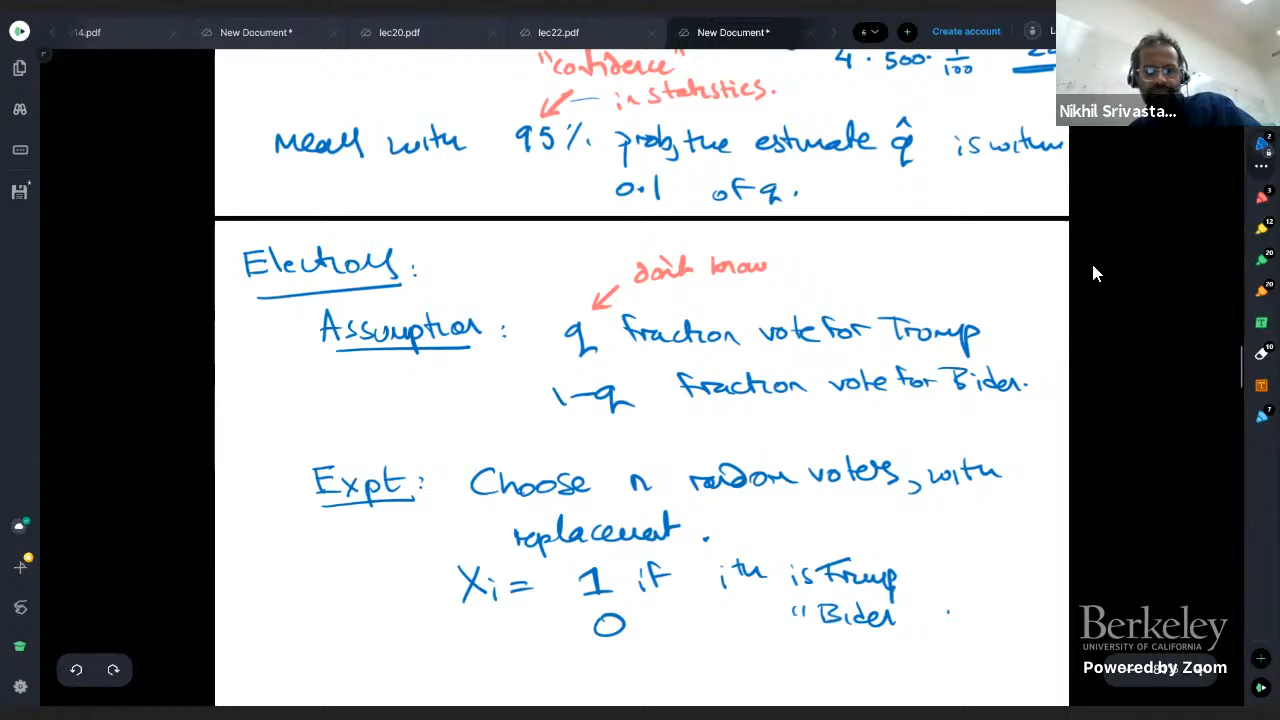 14.pdf
New Document*
lec20.pdf
lec22.pdf
New Document*
6
Create account
"confidence"
in statistics.
4 · 500 · 1/100
Nikhil Srivasta...
Mean with 95% prob, the estimate q̂ is within
0.1 of q.
Elections:
don't know
Assumption: q fraction vote for Trump
1-q fraction vote for Biden.
Expt: Choose n random voters, with
replacement.
Xi = 1 if ith is Trump
0 " Biden
Berkeley
UNIVERSITY OF CALIFORNIA
Powered by Zoom